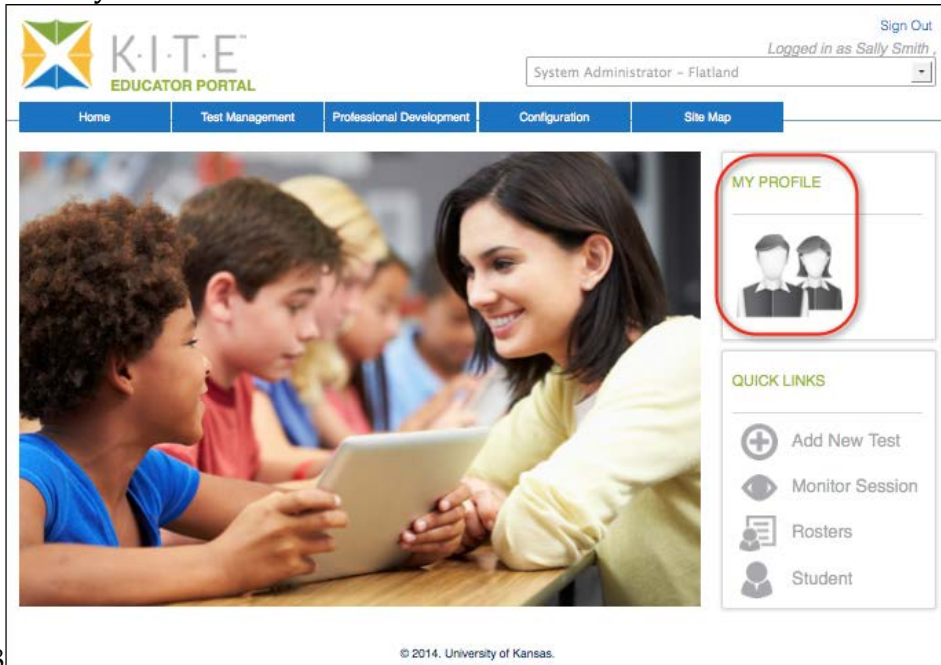 Sign Out
K·I·T·E™
Logged in as Sally Smith ,
EDUCATOR PORTAL
System Administrator – Flatland
Home Test Management Professional Development Configuration Site Map
MY PROFILE
QUICK LINKS
Add New Test
Monitor Session
Rosters
Student
© 2014. University of Kansas.